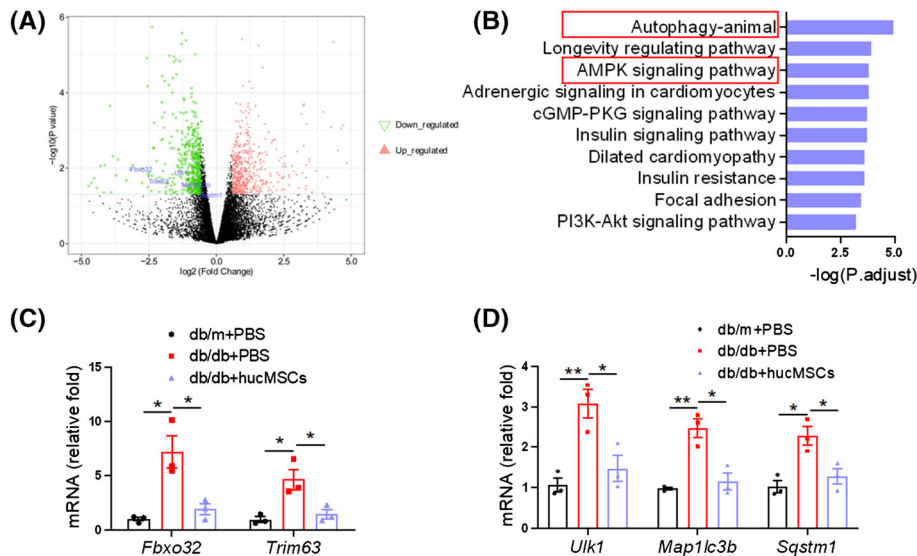 (A)
6
4
2
0
−log10(P value)
−5.0
−2.5
0.0
2.5
5.0
log2 (Fold Change)
Fbxo32
Down_regulated
Up_regulated
(B)
Autophagy-animal
Longevity regulating pathway
AMPK signaling pathway
Adrenergic signaling in cardiomyocytes
cGMP-PKG signaling pathway
Insulin signaling pathway
Dilated cardiomyopathy
Insulin resistance
Focal adhesion
PI3K-Akt signaling pathway
0.0 2.5 5.0
-log(P.adjust)
(C)
db/m+PBS
db/db+PBS
db/db+hucMSCs
mRNA (relative fold)
15
10
5
0
* * * *
Fbxo32 Trim63
(D)
db/m+PBS
db/db+PBS
db/db+hucMSCs
mRNA (relative fold)
4
3
2
1
0
** * ** * * *
Ulk1 Map1lc3b Sqstm1